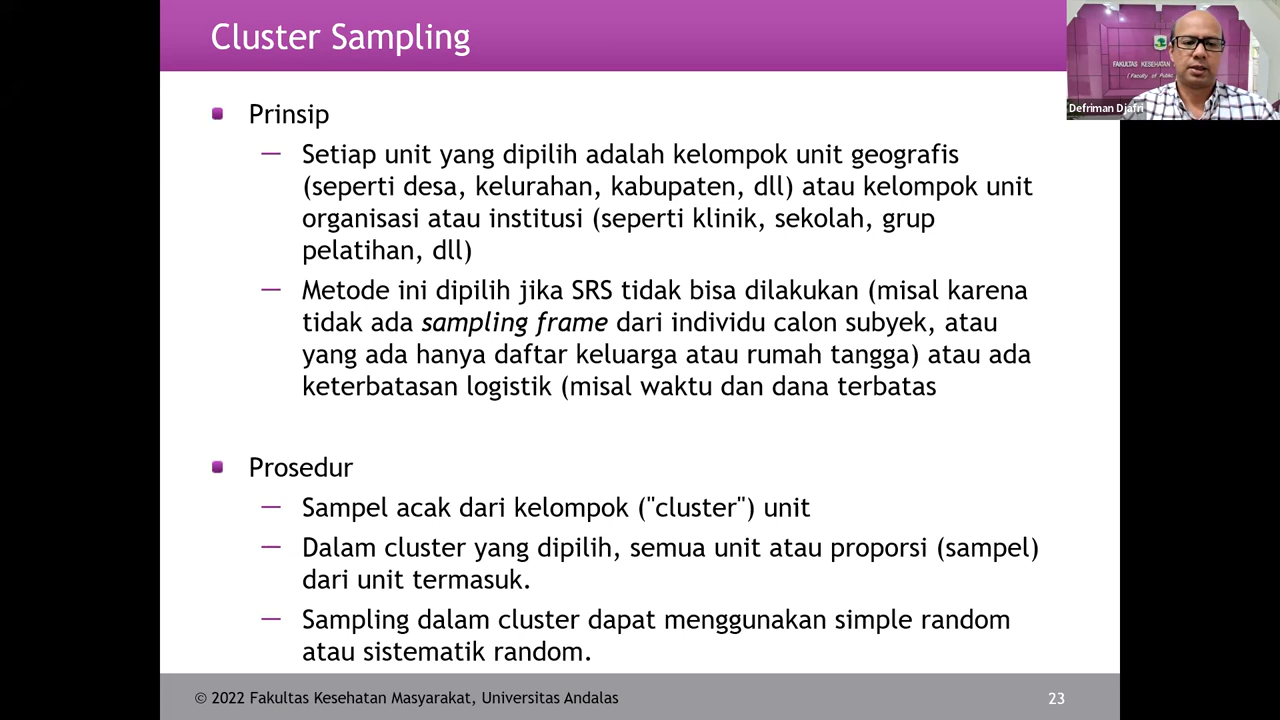 Cluster Sampling
Prinsip
— Setiap unit yang dipilih adalah kelompok unit geografis
(seperti desa, kelurahan, kabupaten, dll) atau kelompok unit
organisasi atau institusi (seperti klinik, sekolah, grup
pelatihan, dll)
— Metode ini dipilih jika SRS tidak bisa dilakukan (misal karena
tidak ada sampling frame dari individu calon subyek, atau
yang ada hanya daftar keluarga atau rumah tangga) atau ada
keterbatasan logistik (misal waktu dan dana terbatas
Prosedur
— Sampel acak dari kelompok ("cluster") unit
— Dalam cluster yang dipilih, semua unit atau proporsi (sampel)
dari unit termasuk.
— Sampling dalam cluster dapat menggunakan simple random
atau sistematik random.
© 2022 Fakultas Kesehatan Masyarakat, Universitas Andalas
23
FAKULTAS KESEHATAN
(Faculty of Public
Defriman Djafri